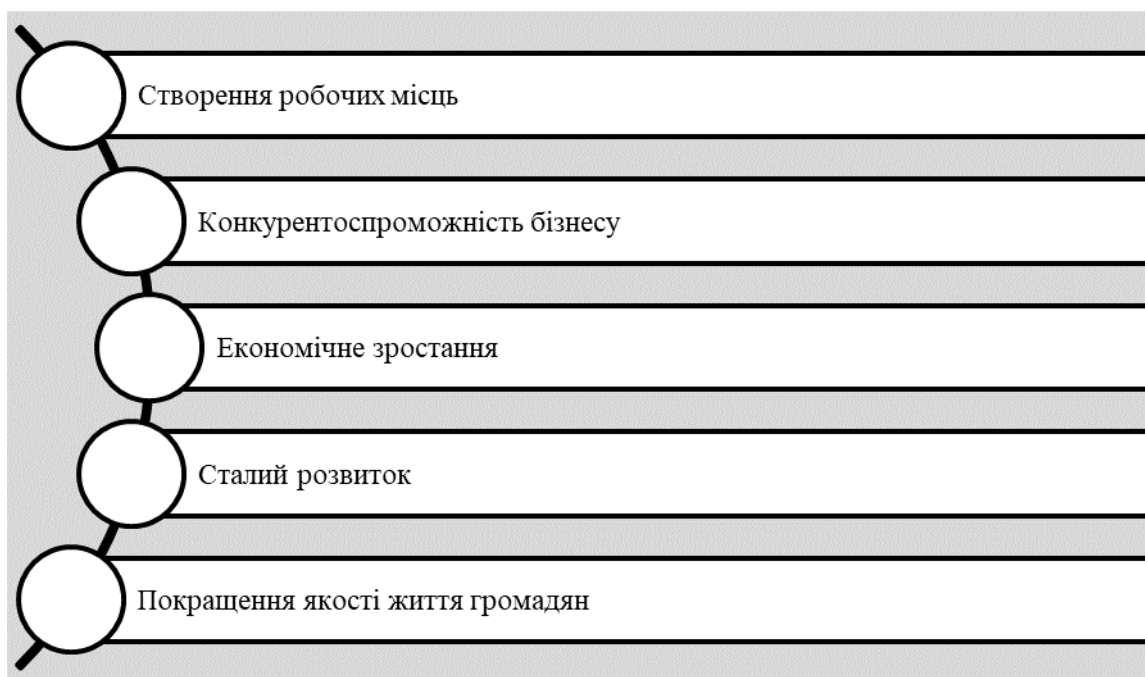 Створення робочих місць
Конкурентоспроможність бізнесу
Економічне зростання
Сталий розвиток
Покращення якості життя громадян